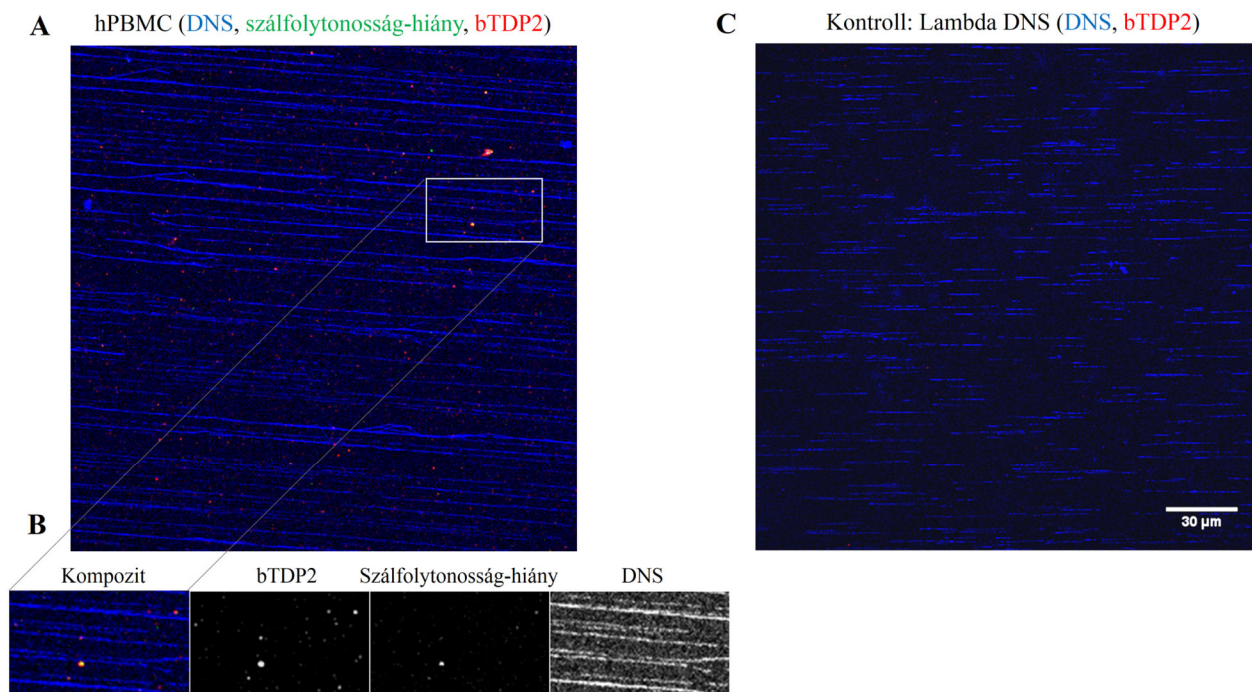 A
hPBMC (DNS, szálfolytonosság-hiány, bTDP2)
C
Kontroll: Lambda DNS (DNS, bTDP2)
30 µm
B
Kompozit
bTDP2
Szálfolytonosság-hiány
DNS